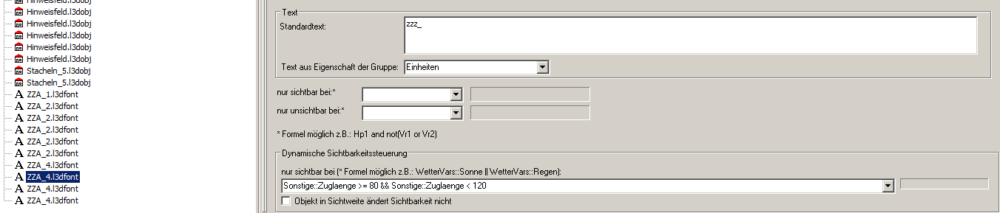 Hinweisfeld.l3dobj
Hinweisfeld.l3dobj
Hinweisfeld.l3dobj
Hinweisfeld.l3dobj
Hinweisfeld.l3dobj
Hinweisfeld.l3dobj
Stacheln_5.l3dobj
Stacheln_5.l3dobj
ZZA_1.l3dfont
ZZA_2.l3dfont
ZZA_2.l3dfont
ZZA_2.l3dfont
ZZA_2.l3dfont
ZZA_2.l3dfont
ZZA_4.l3dfont
ZZA_4.l3dfont
ZZA_4.l3dfont
ZZA_4.l3dfont
Text
Standardtext: zzz_
Text aus Eigenschaft der Gruppe: Einheiten
nur sichtbar bei:*
nur unsichtbar bei:*
* Formel möglich z.B.: Hp1 and not(Vr1 or Vr2)
Dynamische Sichtbarkeitssteuerung
nur sichtbar bei (* Formel möglich z.B.: WetterVars::Sonne || WetterVars::Regen):
Sonstige::Zuglaenge >= 80 && Sonstige::Zuglaenge < 120
Objekt in Sichtweite ändert Sichtbarkeit nicht